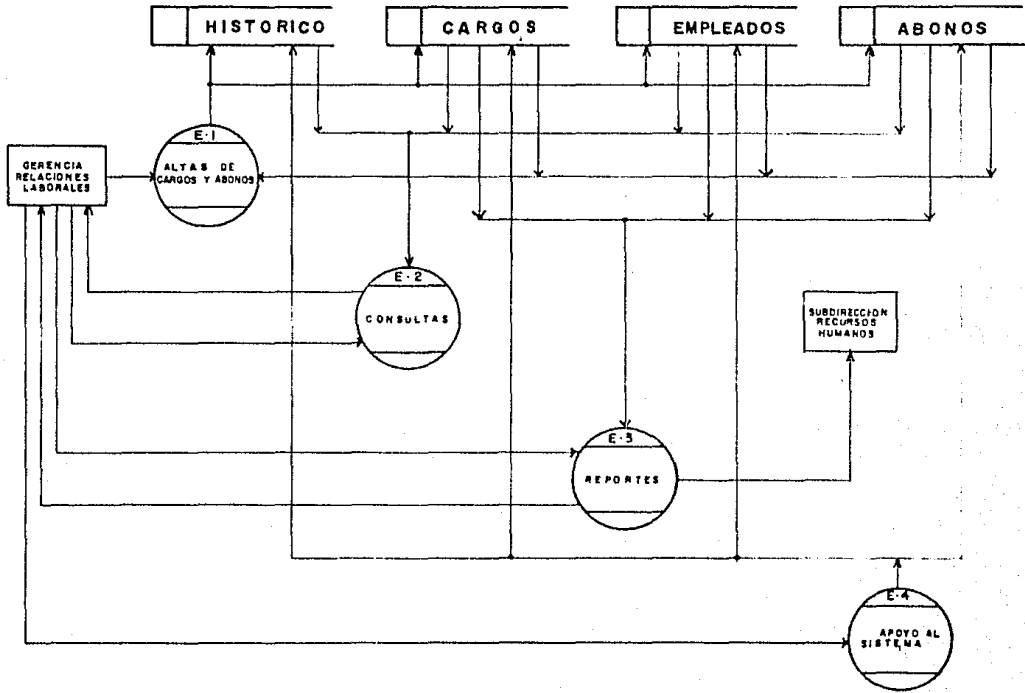 HISTORICO
CARGOS
EMPLEADOS
ABONOS
E-1
ALTAS DE
CARGOS Y ABONOS
GERENCIA
RELACIONES
LABORALES
E-2
CONSULTAS
SUBDIRECCION
RECURSOS
HUMANOS
E-3
REPORTES
E-4
APOYO AL
SISTEMA